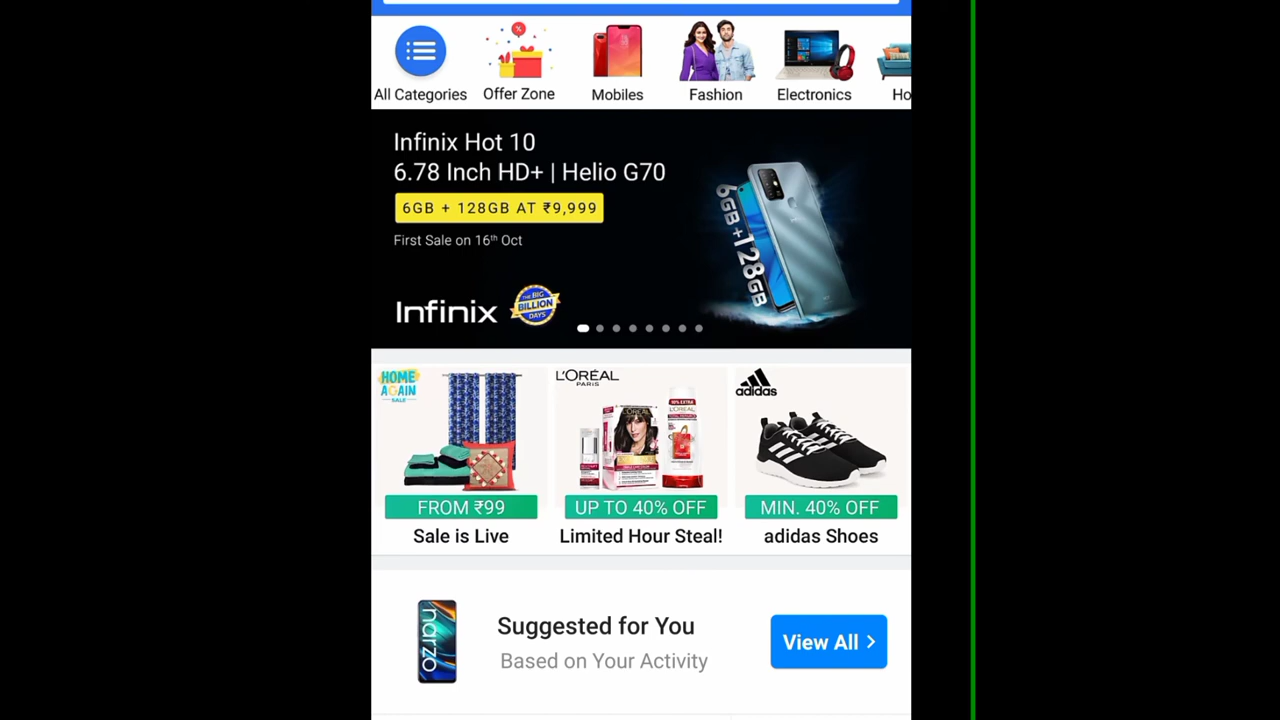 All Categories
Offer Zone
Mobiles
Fashion
Electronics
Ho
Infinix Hot 10
6.78 Inch HD+ | Helio G70
6GB + 128GB AT ₹9,999
First Sale on 16th Oct
6GB+128GB
Infinix
THE BIG
BILLION
DAYS
HOME
AGAIN
SALE
L'ORÉAL
PARIS
adidas
FROM ₹99
UP TO 40% OFF
MIN. 40% OFF
Sale is Live
Limited Hour Steal!
adidas Shoes
narzo
Suggested for You
Based on Your Activity
View All >